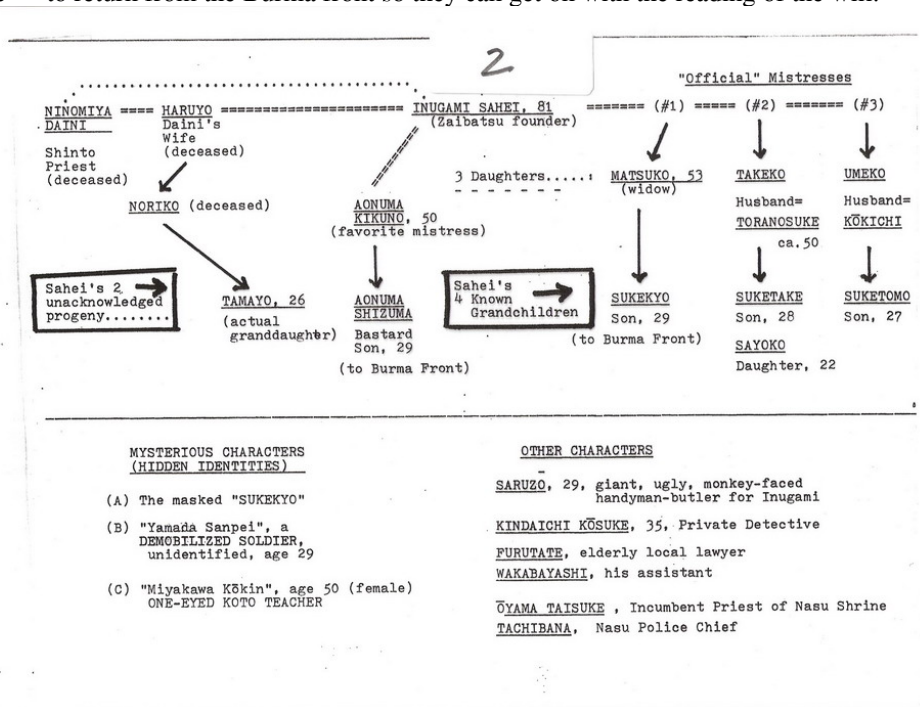 to return from the Burma front so they can get on with the reading of the will.
2
"Official" Mistresses
NINOMIYA ==== HARUYO ====================== INUGAMI SAHEI, 81 ======= (#1) ===== (#2) ======= (#3)
DAINI Daini's (Zaibatsu founder)
Wife
Shinto (deceased)
Priest
(deceased)
3 Daughters.....: MATSUKO, 53 TAKEKO UMEKO
(widow)
NORIKO (deceased) AONUMA Husband= Husband=
KIKUNO, 50 TORANOSUKE KŌKICHI
(favorite mistress) ca.50
Sahei's 2
unacknowledged
progeny........
TAMAYO, 26
(actual
granddaughter)
AONUMA
SHIZUMA
Bastard
Son, 29
(to Burma Front)
Sahei's
4 Known
Grandchildren
SUKEKYO
Son, 29
(to Burma Front)
SUKETAKE
Son, 28
SAYOKO
Daughter, 22
SUKETOMO
Son, 27
MYSTERIOUS CHARACTERS
(HIDDEN IDENTITIES)
(A) The masked "SUKEKYO"
(B) "Yamada Sanpei", a
DEMOBILIZED SOLDIER,
unidentified, age 29
(C) "Miyakawa Kōkin", age 50 (female)
ONE-EYED KOTO TEACHER
OTHER CHARACTERS
SARUZŌ, 29, giant, ugly, monkey-faced
handyman-butler for Inugami
KINDAICHI KŌSUKE, 35, Private Detective
FURUTATE, elderly local lawyer
WAKABAYASHI, his assistant
ŌYAMA TAISUKE , Incumbent Priest of Nasu Shrine
TACHIBANA, Nasu Police Chief